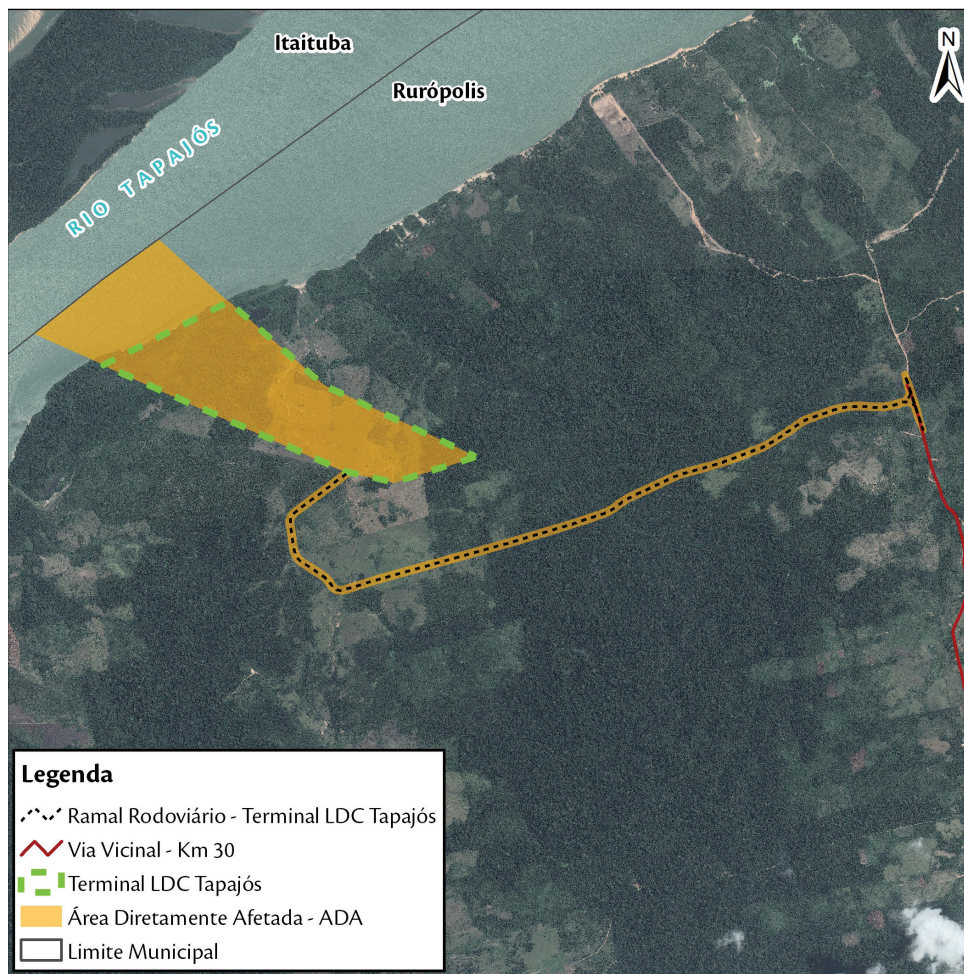 Itaituba
N
Rurópolis
RIO TAPAJÓS
Legenda
Ramal Rodoviário - Terminal LDC Tapajós
Via Vicinal - Km 30
Terminal LDC Tapajós
Área Diretamente Afetada - ADA
Limite Municipal